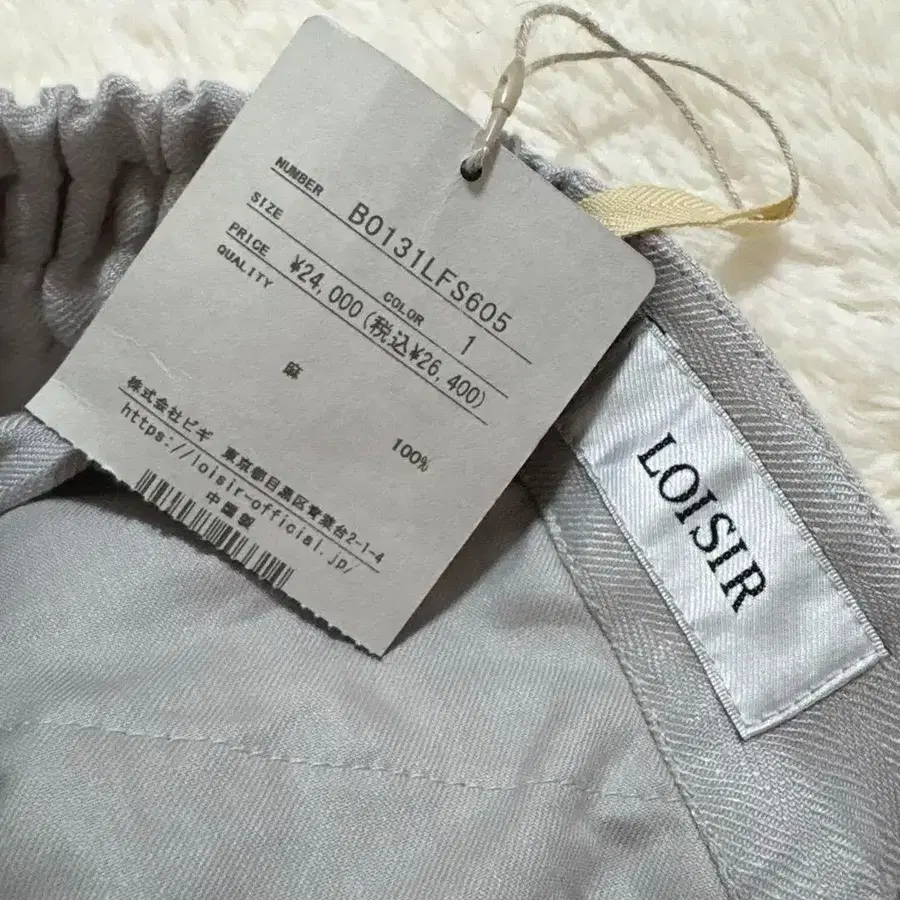 NUMBER BO131LFS605
SIZE COLOR 1
PRICE ¥24,000(税込¥26,400)
QUALITY
麻 100%
株式会社ビギ 東京都目黒区青葉台2-1-4
https://loisir-official.jp/
中国製
LOISIR